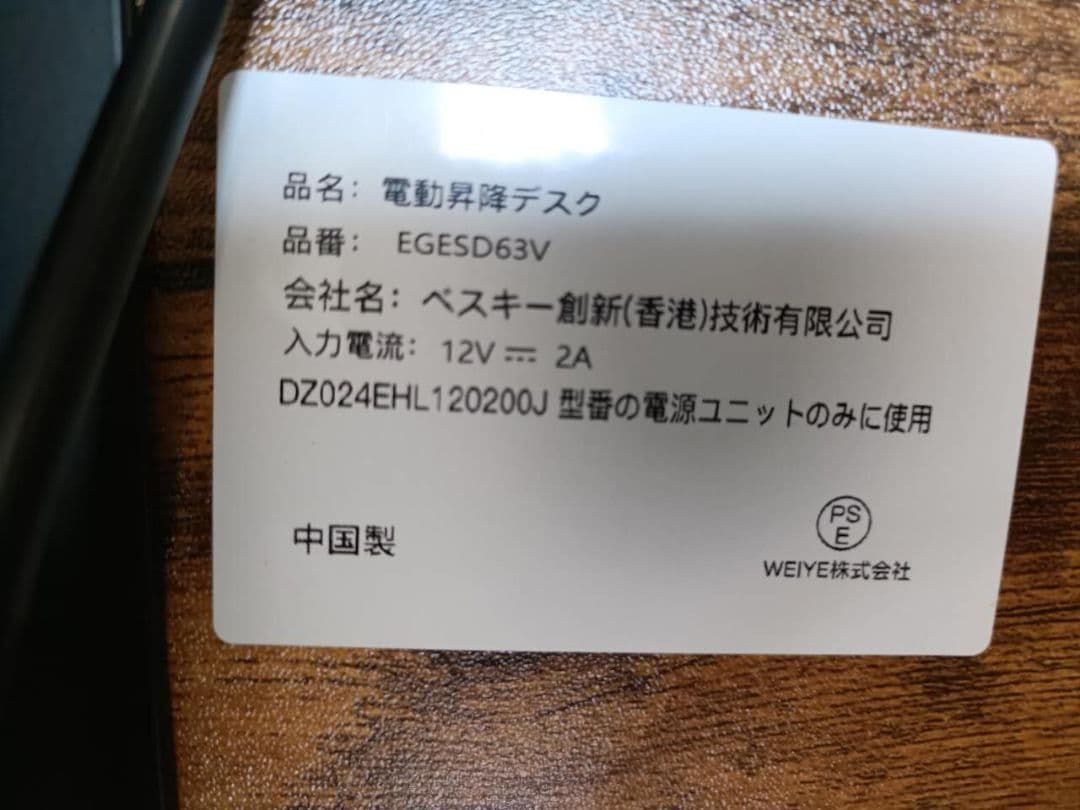 品名：電動昇降デスク
品番：EGESD63V
会社名：ベスキー創新(香港)技術有限公司
入力電流：12V ⎓ 2A
DZ024EHL120200J 型番の電源ユニットのみに使用
中国製
PS
E
WEIYE株式会社